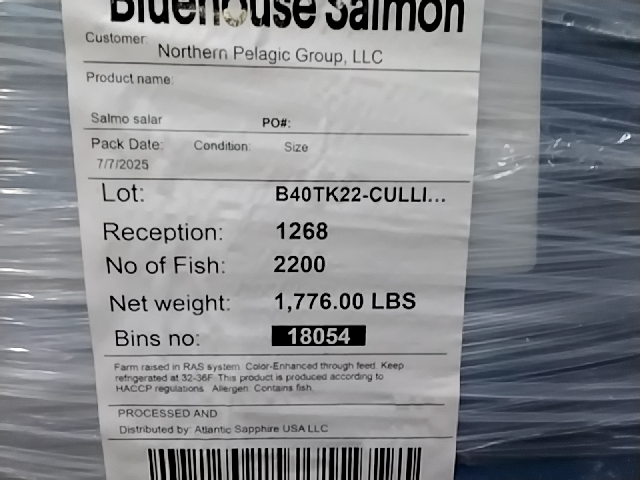 Bluehouse Salmon
Customer:
Northern Pelagic Group, LLC
Product name:
Salmo salar PO#:
Pack Date: Condition: Size
7/7/2025
Lot: B40TK22-CULLI...
Reception: 1268
No of Fish: 2200
Net weight: 1,776.00 LBS
Bins no: 18054
Farm raised in RAS system. Color-Enhanced through feed. Keep
refrigerated at 32-36F. This product is produced according to
HACCP regulations. Allergen: Contains fish.
PROCESSED AND
Distributed by: Atlantic Sapphire USA LLC